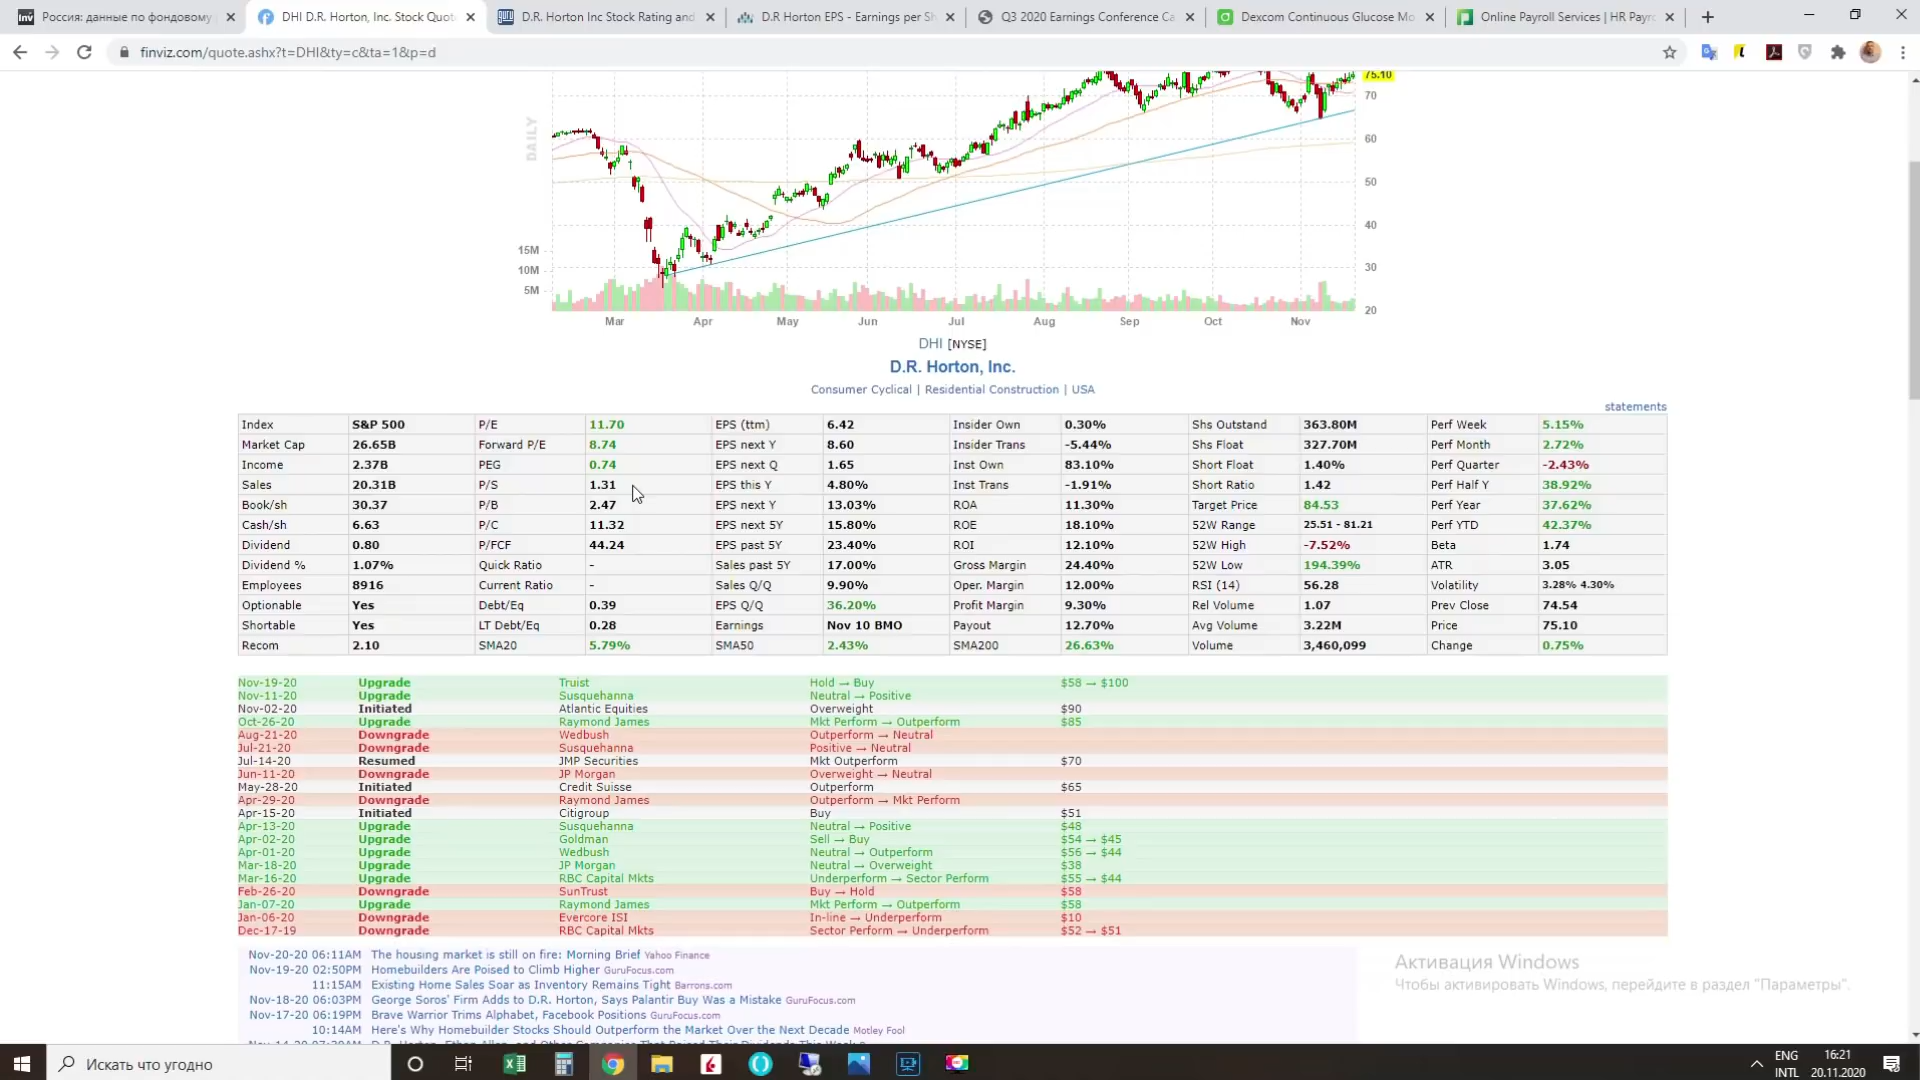 Россия: данные по фондовому
DHI D.R. Horton, Inc. Stock Quot
D.R. Horton Inc Stock Rating and
D.R Horton EPS - Earnings per Sh
Q3 2020 Earnings Conference Ca
Dexcom Continuous Glucose Mo
Online Payroll Services | HR Payr
finviz.com/quote.ashx?t=DHI&ty=c&ta=1&p=d
DAILY
75.10
70
60
50
40
30
20
15M
10M
5M
Mar Apr May Jun Jul Aug Sep Oct Nov
DHI [NYSE]
D.R. Horton, Inc.
Consumer Cyclical | Residential Construction | USA
statements
Index S&P 500 P/E 11.70 EPS (ttm) 6.42 Insider Own 0.30% Shs Outstand 363.80M Perf Week 5.15%
Market Cap 26.65B Forward P/E 8.74 EPS next Y 8.60 Insider Trans -5.44% Shs Float 327.70M Perf Month 2.72%
Income 2.37B PEG 0.74 EPS next Q 1.65 Inst Own 83.10% Short Float 1.40% Perf Quarter -2.43%
Sales 20.31B P/S 1.31 EPS this Y 4.80% Inst Trans -1.91% Short Ratio 1.42 Perf Half Y 38.92%
Book/sh 30.37 P/B 2.47 EPS next Y 13.03% ROA 11.30% Target Price 84.53 Perf Year 37.62%
Cash/sh 6.63 P/C 11.32 EPS next 5Y 15.80% ROE 18.10% 52W Range 25.51 - 81.21 Perf YTD 42.37%
Dividend 0.80 P/FCF 44.24 EPS past 5Y 23.40% ROI 12.10% 52W High -7.52% Beta 1.74
Dividend % 1.07% Quick Ratio - Sales past 5Y 17.00% Gross Margin 24.40% 52W Low 194.39% ATR 3.05
Employees 8916 Current Ratio - Sales Q/Q 9.90% Oper. Margin 12.00% RSI (14) 56.28 Volatility 3.28% 4.30%
Optionable Yes Debt/Eq 0.39 EPS Q/Q 36.20% Profit Margin 9.30% Rel Volume 1.07 Prev Close 74.54
Shortable Yes LT Debt/Eq 0.28 Earnings Nov 10 BMO Payout 12.70% Avg Volume 3.22M Price 75.10
Recom 2.10 SMA20 5.79% SMA50 2.43% SMA200 26.63% Volume 3,460,099 Change 0.75%
Nov-19-20 Upgrade Truist Hold → Buy $58 → $100
Nov-11-20 Upgrade Susquehanna Neutral → Positive
Nov-02-20 Initiated Atlantic Equities Overweight $90
Oct-26-20 Upgrade Raymond James Mkt Perform → Outperform $85
Aug-21-20 Downgrade Wedbush Outperform → Neutral
Jul-21-20 Downgrade Susquehanna Positive → Neutral
Jul-14-20 Resumed JMP Securities Mkt Outperform $70
Jun-11-20 Downgrade JP Morgan Overweight → Neutral
May-28-20 Initiated Credit Suisse Outperform $65
Apr-29-20 Downgrade Raymond James Outperform → Mkt Perform
Apr-15-20 Initiated Citigroup Buy $51
Apr-13-20 Upgrade Susquehanna Neutral → Positive $48
Apr-02-20 Upgrade Goldman Sell → Buy $54 → $45
Apr-01-20 Upgrade Wedbush Neutral → Outperform $56 → $44
Mar-18-20 Upgrade JP Morgan Neutral → Overweight $38
Mar-16-20 Upgrade RBC Capital Mkts Underperform → Sector Perform $55 → $44
Feb-26-20 Downgrade SunTrust Buy → Hold $58
Jan-07-20 Upgrade Raymond James Mkt Perform → Outperform $58
Jan-06-20 Downgrade Evercore ISI In-line → Underperform $10
Dec-17-19 Downgrade RBC Capital Mkts Sector Perform → Underperform $52 → $51
Nov-20-20 06:11AM The housing market is still on fire: Morning Brief Yahoo Finance
Nov-19-20 02:50PM Homebuilders Are Poised to Climb Higher GuruFocus.com
11:15AM Existing Home Sales Soar as Inventory Remains Tight Barrons.com
Nov-18-20 06:03PM George Soros' Firm Adds to D.R. Horton, Says Palantir Buy Was a Mistake GuruFocus.com
Nov-17-20 06:19PM Brave Warrior Trims Alphabet, Facebook Positions GuruFocus.com
10:14AM Here's Why Homebuilder Stocks Should Outperform the Market Over the Next Decade Motley Fool
Активация Windows
Чтобы активировать Windows, перейдите в раздел "Параметры".
Искать что угодно
ENG
INTL
16:21
20.11.2020